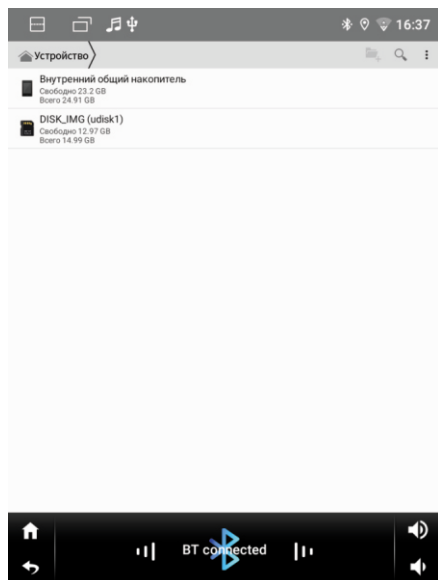 16:37
Устройство
Внутренний общий накопитель
Свободно 23.2 GB
Всего 24.91 GB
DISK_IMG (udisk1)
Свободно 12.97 GB
Всего 14.99 GB
BT connected